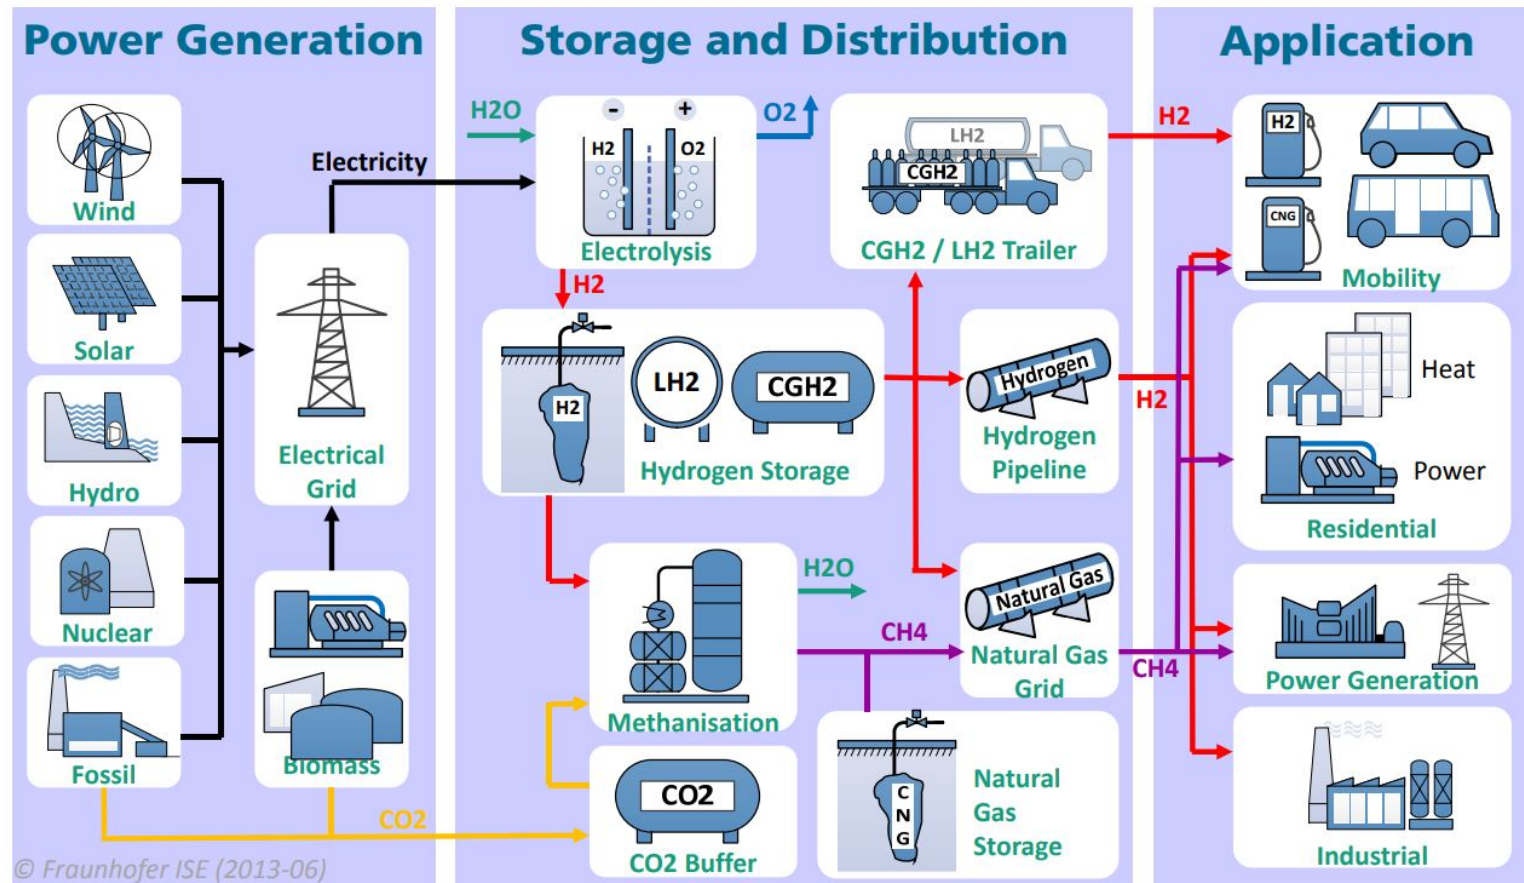 Power Generation
Storage and Distribution
Application
Wind
Solar
Hydro
Nuclear
Fossil
Electricity
Electrical
Grid
Biomass
CO2
© Fraunhofer ISE (2013-06)
H2O
-
+
O2
H2
O2
Electrolysis
H2
LH2
CGH2
CGH2 / LH2 Trailer
H2
H2
LH2
CGH2
Hydrogen Storage
Hydrogen
Hydrogen
Pipeline
H2
Methanisation
H2O
CH4
Natural Gas
Natural Gas
Grid
CH4
CO2
CO2 Buffer
C
N
G
Natural
Gas
Storage
H2
CNG
Mobility
Heat
Power
Residential
Power Generation
Industrial